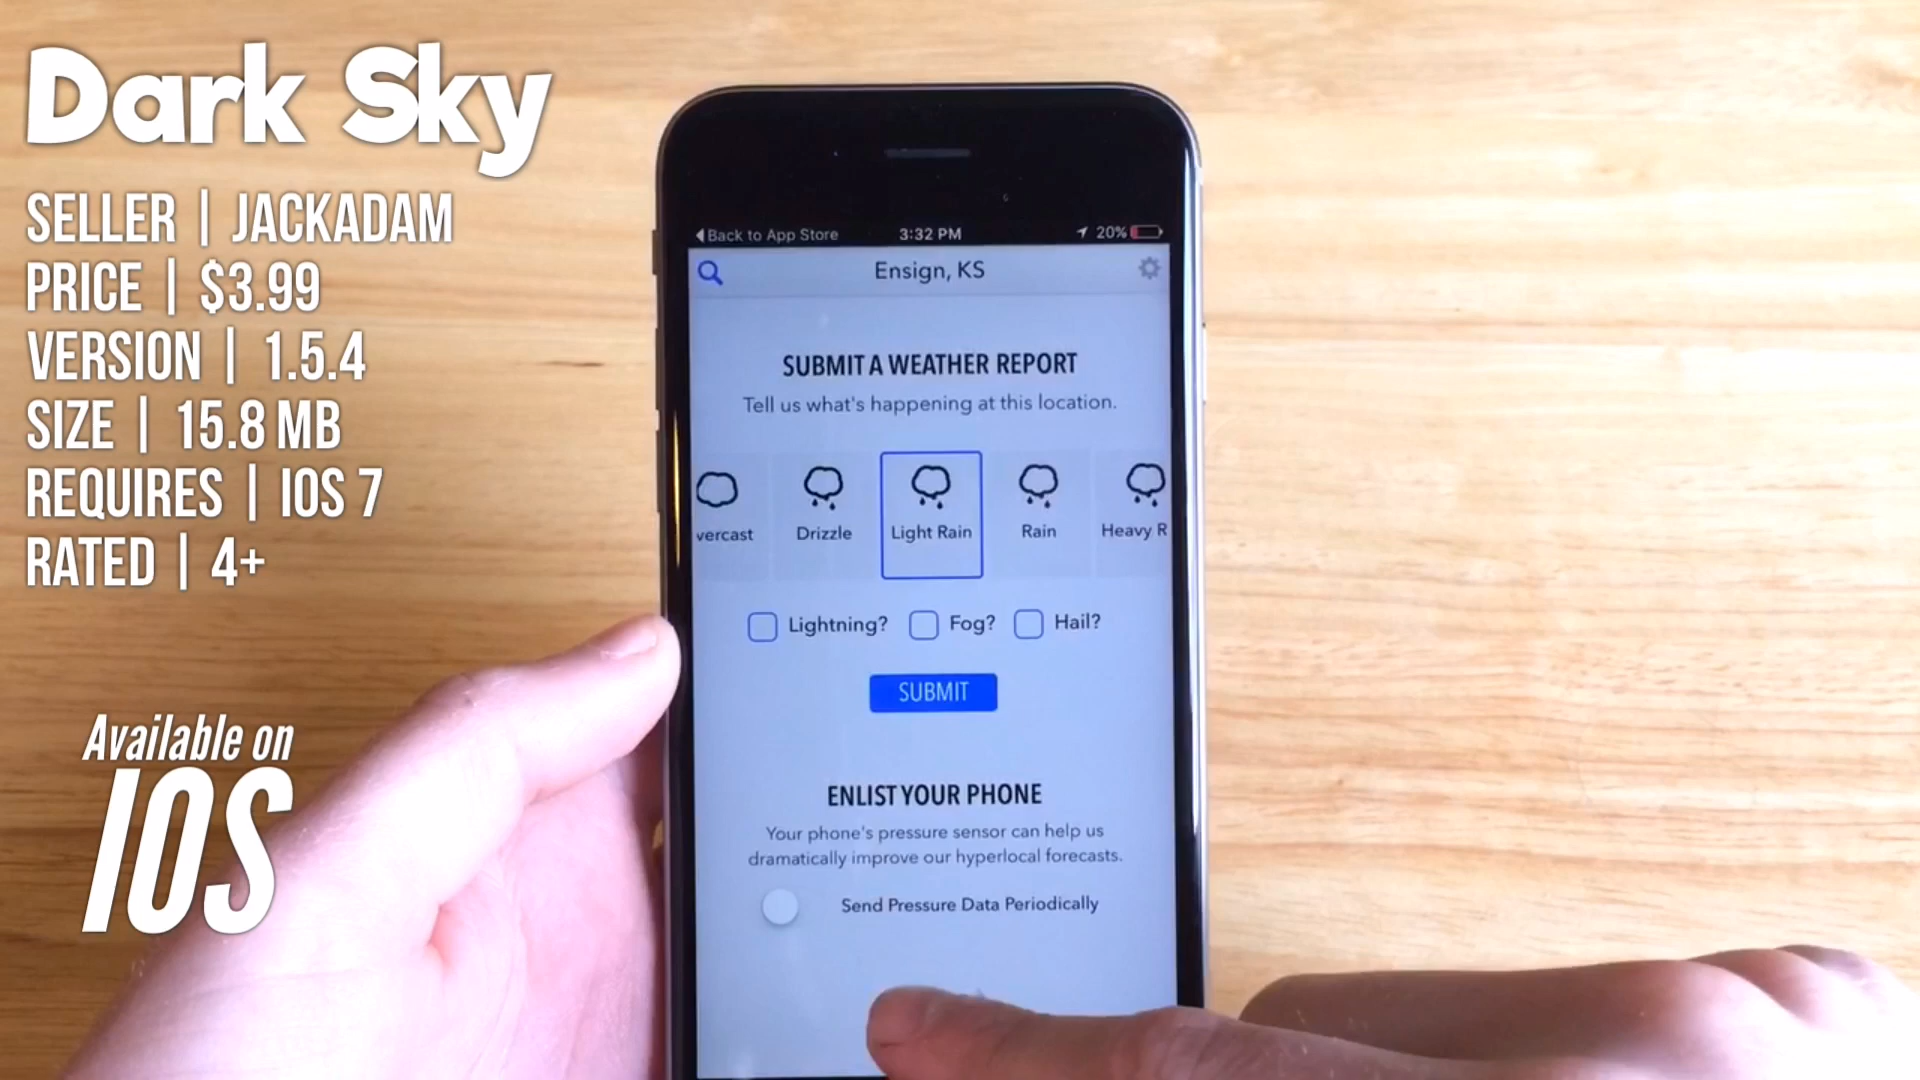 Dark Sky
SELLER | JACKADAM
PRICE | $3.99
VERSION | 1.5.4
SIZE | 15.8 MB
REQUIRES | IOS 7
RATED | 4+
Available on
IOS
Back to App Store 3:32 PM 20%
Ensign, KS
SUBMIT A WEATHER REPORT
Tell us what's happening at this location.
vercast Drizzle Light Rain Rain Heavy R
Lightning? Fog? Hail?
SUBMIT
ENLIST YOUR PHONE
Your phone's pressure sensor can help us
dramatically improve our hyperlocal forecasts.
Send Pressure Data Periodically